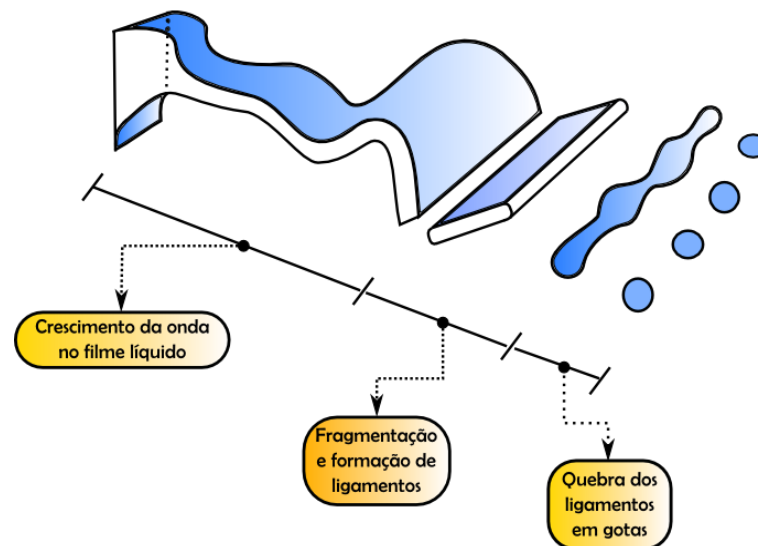 Crescimento da onda
no filme líquido
Fragmentação
e formação de
ligamentos
Quebra dos
ligamentos
em gotas